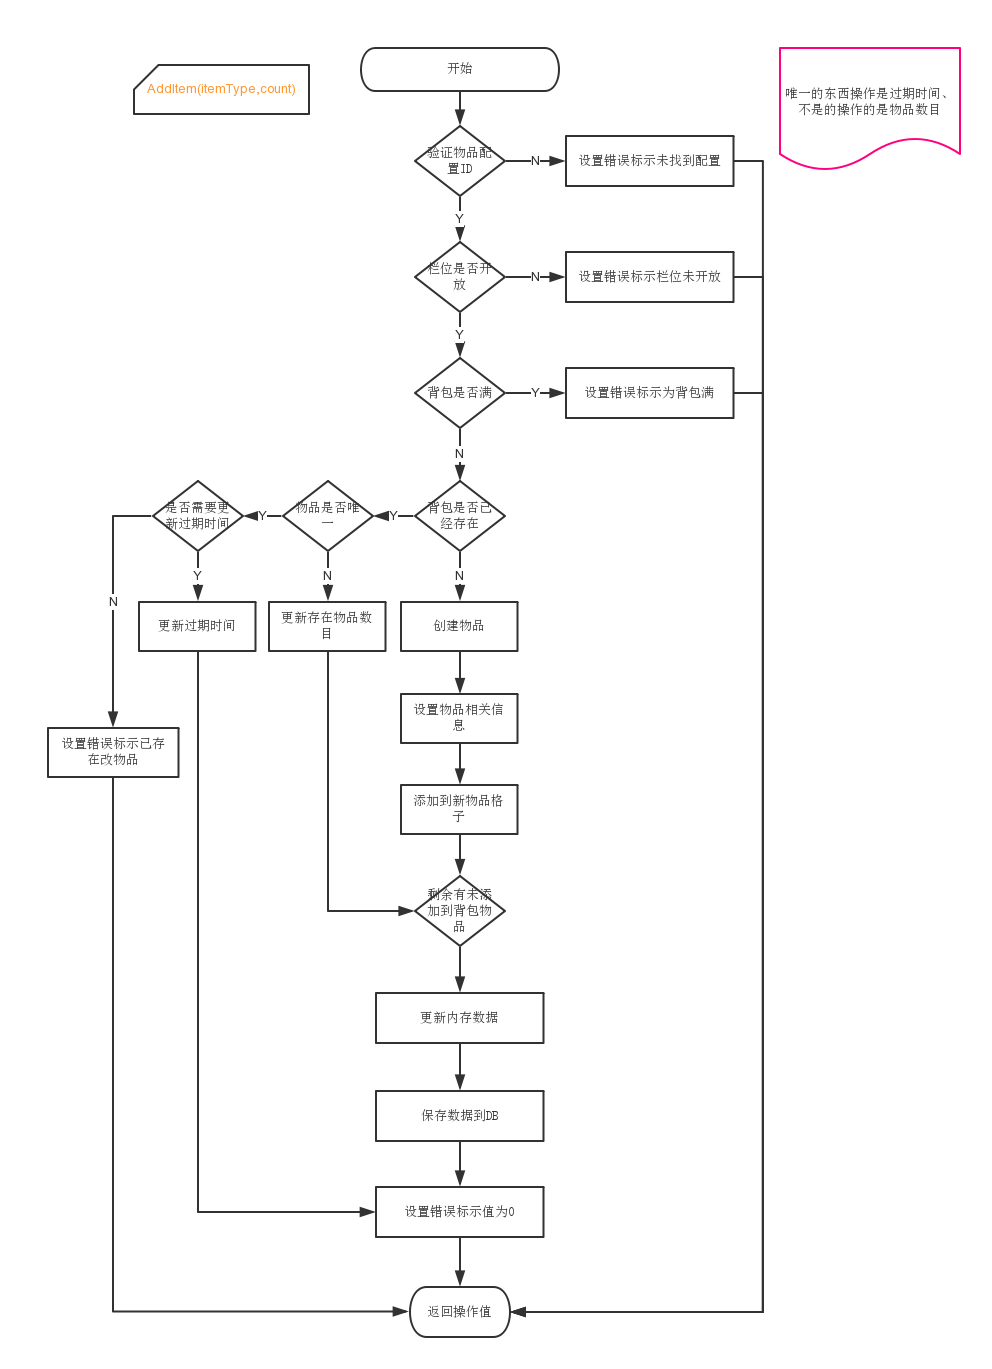 开始
AddItem(itemType,count)
唯一的东西操作是过期时间、
不是的操作的是物品数目
验证物品配
置ID
N
设置错误标示未找到配置
Y
栏位是否开
放
N
设置错误标示栏位未开放
Y
背包是否满
Y
设置错误标示为背包满
N
是否需要更
新过期时间
Y
物品是否唯
一
Y
背包是否已
经存在
Y
N
N
N
更新过期时间
更新存在物品数
目
创建物品
设置物品相关信
息
设置错误标示已存
在改物品
添加到新物品格
子
剩余有未添
加到背包物
品
更新内存数据
保存数据到DB
设置错误标示值为0
返回操作值